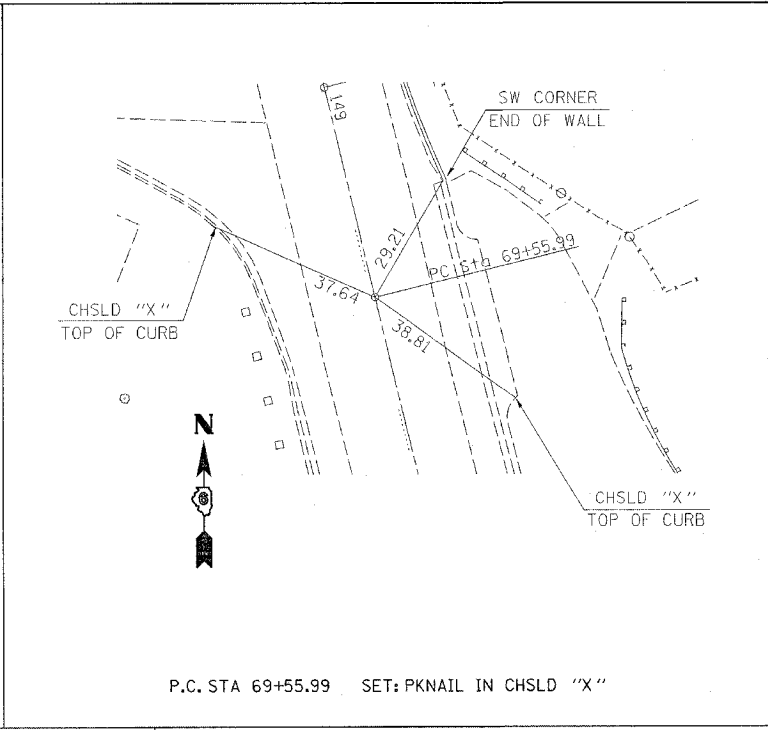 SW CORNER
END OF WALL
149
29.21
PC Sta 69+55.99
37.64
38.81
CHSLD "X"
TOP OF CURB
N
6
CHSLD "X"
TOP OF CURB
P.C. STA 69+55.99 SET: PKNAIL IN CHSLD "X"